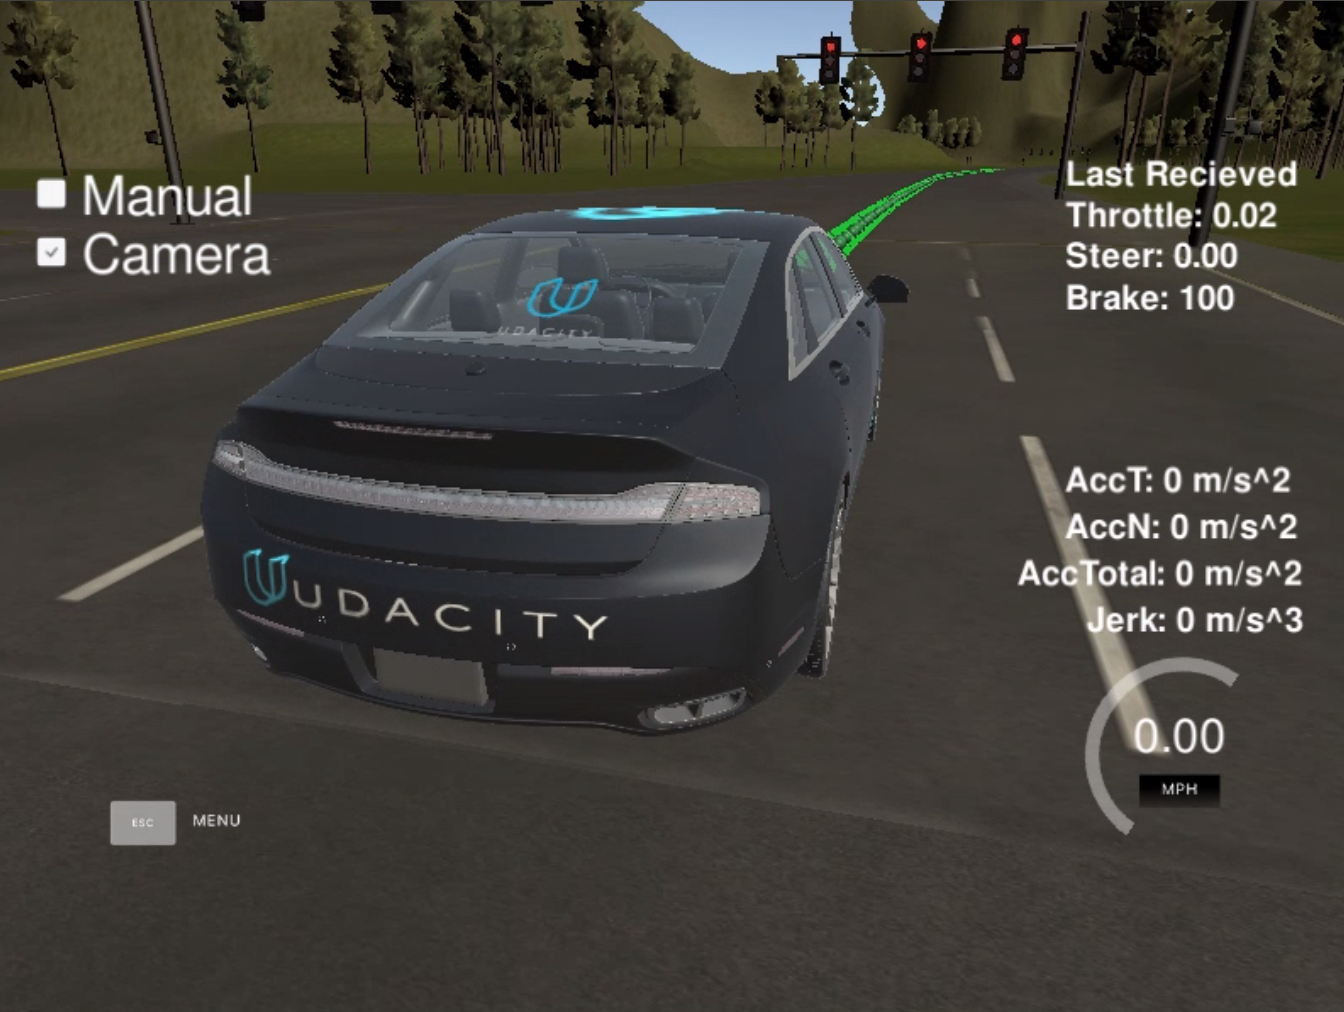 Manual
Camera
Last Recieved
Throttle: 0.02
Steer: 0.00
Brake: 100
UDACITY
AccT: 0 m/s^2
AccN: 0 m/s^2
AccTotal: 0 m/s^2
Jerk: 0 m/s^3
UDACITY
0.00
MPH
ESC MENU